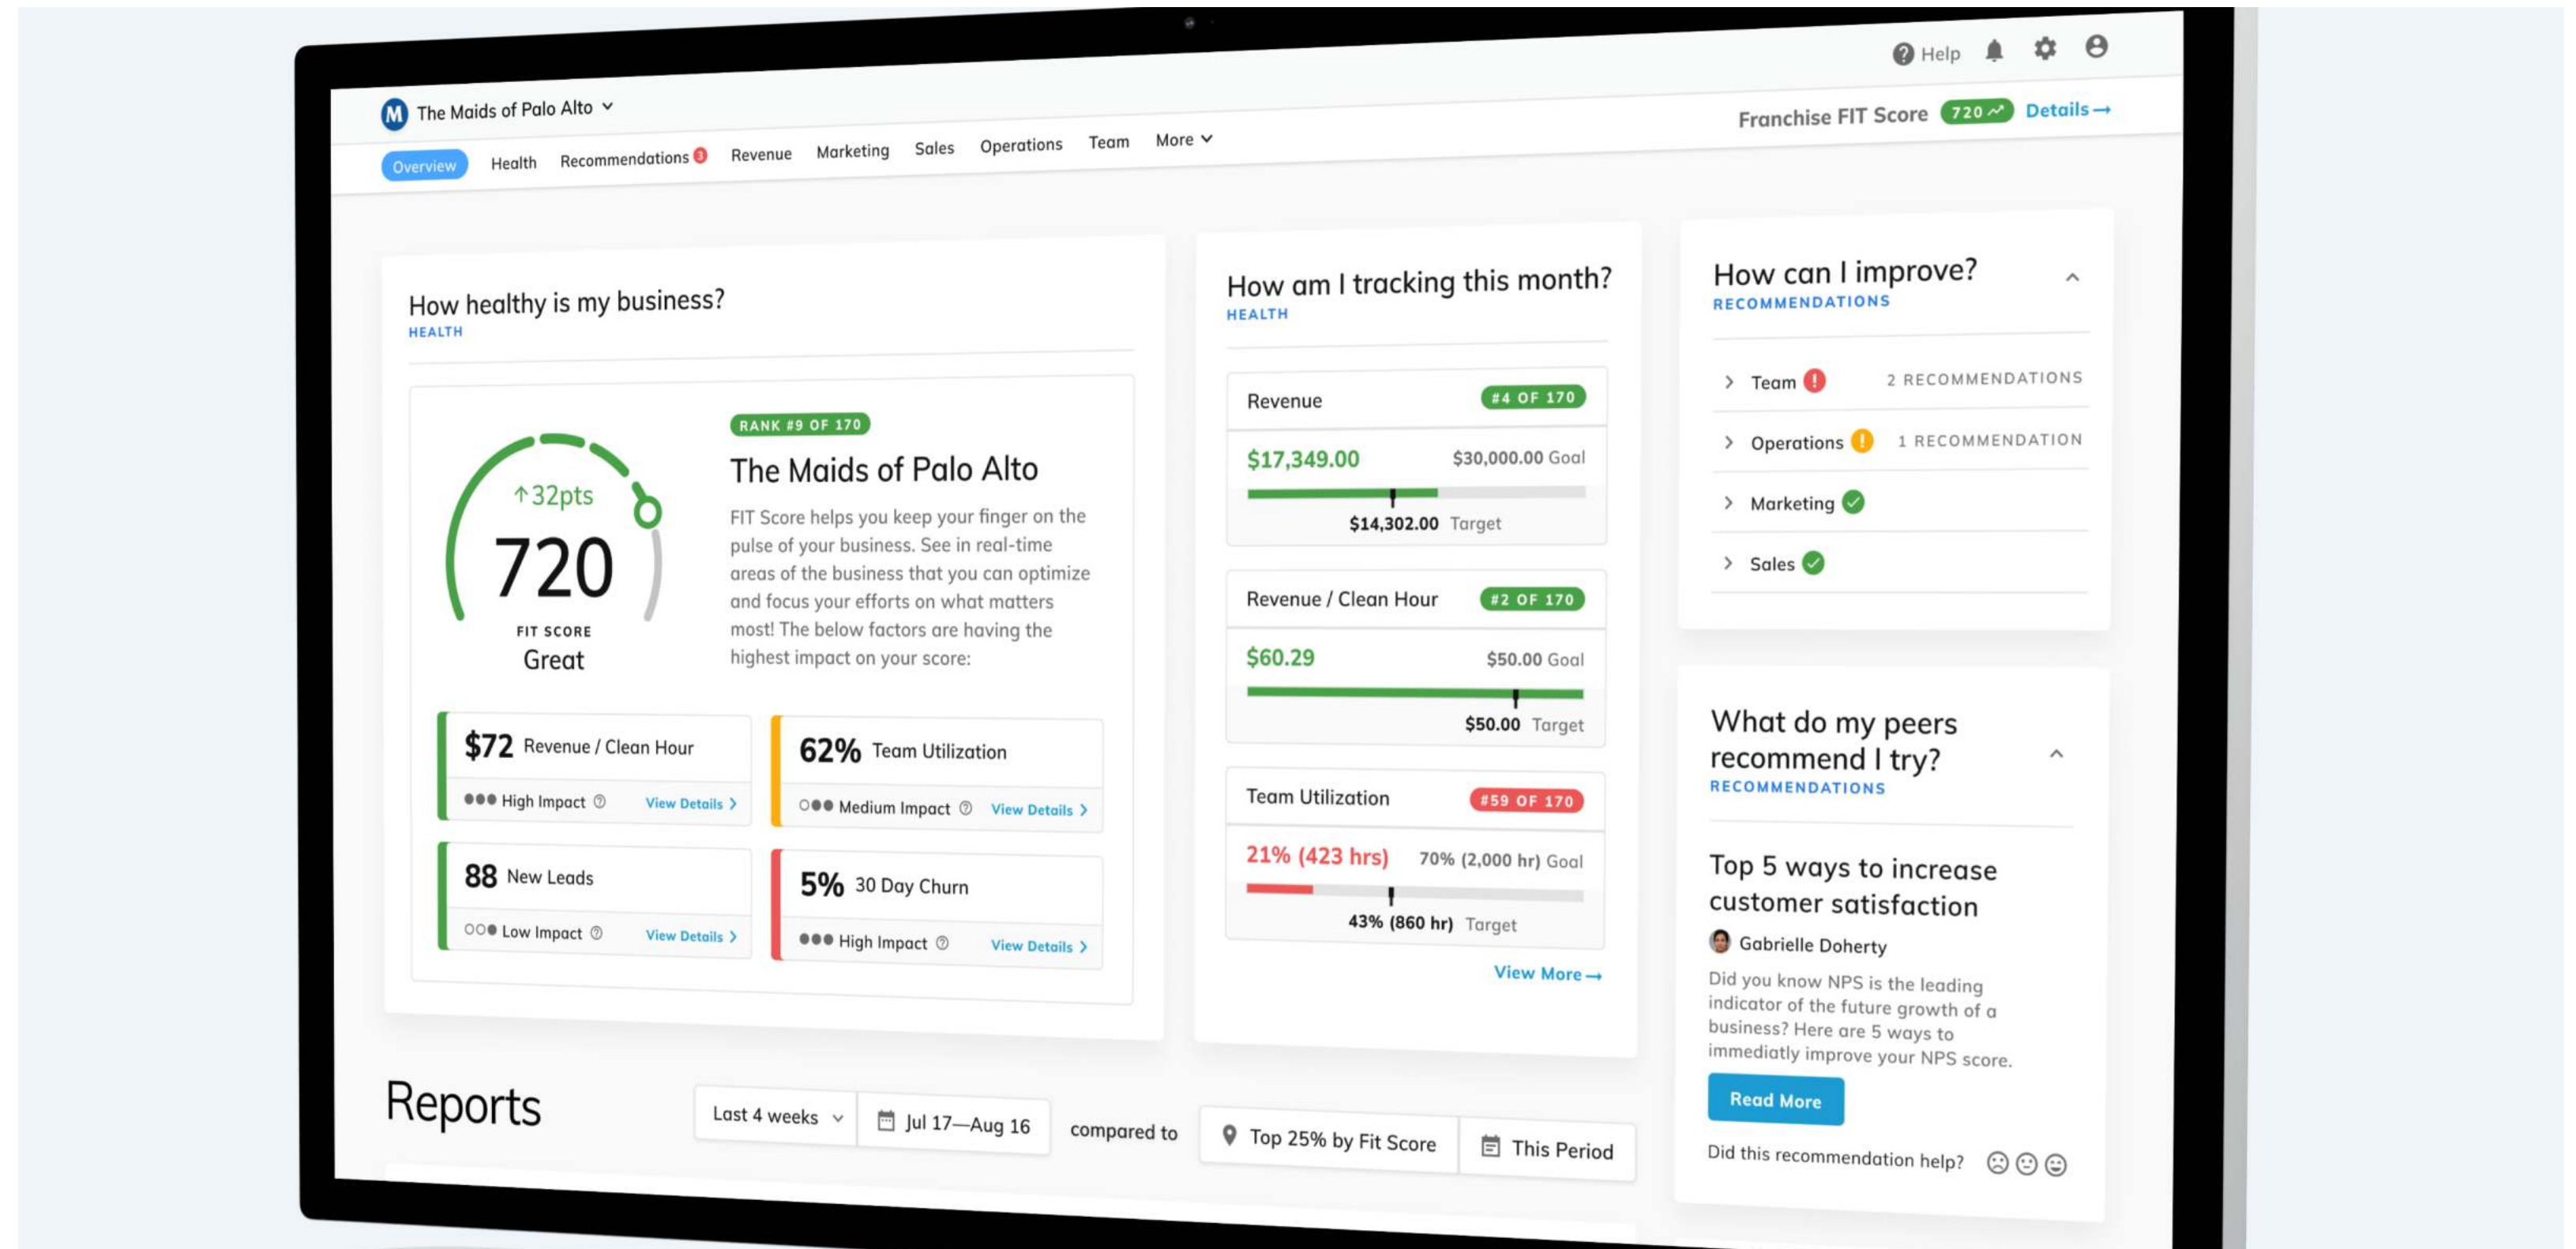 M The Maids of Palo Alto
Help
Overview Health Recommendations 3 Revenue Marketing Sales Operations Team More
Franchise FIT Score 720 Details →
How healthy is my business?
HEALTH
↑32pts
720
FIT SCORE
Great
RANK #9 OF 170
The Maids of Palo Alto
FIT Score helps you keep your finger on the
pulse of your business. See in real-time
areas of the business that you can optimize
and focus your efforts on what matters
most! The below factors are having the
highest impact on your score:
$72 Revenue / Clean Hour
High Impact ? View Details >
62% Team Utilization
Medium Impact ? View Details >
88 New Leads
Low Impact ? View Details >
5% 30 Day Churn
High Impact ? View Details >
How am I tracking this month?
HEALTH
Revenue #4 OF 170
$17,349.00 $30,000.00 Goal
$14,302.00 Target
Revenue / Clean Hour #2 OF 170
$60.29 $50.00 Goal
$50.00 Target
Team Utilization #59 OF 170
21% (423 hrs) 70% (2,000 hr) Goal
43% (860 hr) Target
View More →
How can I improve?
RECOMMENDATIONS
> Team ! 2 RECOMMENDATIONS
> Operations ! 1 RECOMMENDATION
> Marketing
> Sales
What do my peers
recommend I try?
RECOMMENDATIONS
Top 5 ways to increase
customer satisfaction
Gabrielle Doherty
Did you know NPS is the leading
indicator of the future growth of a
business? Here are 5 ways to
immediatly improve your NPS score.
Read More
Did this recommendation help?
Reports
Last 4 weeks Jul 17—Aug 16 compared to Top 25% by Fit Score This Period